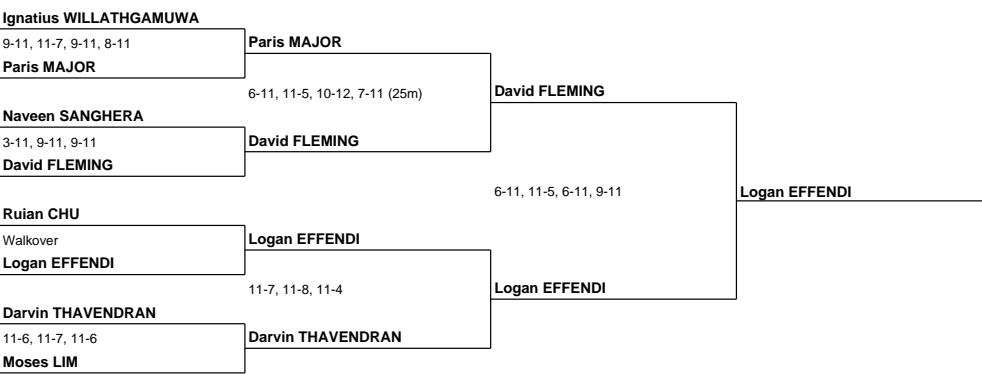 Ignatius WILLATHGAMUWA
9-11, 11-7, 9-11, 8-11
Paris MAJOR
Paris MAJOR
6-11, 11-5, 10-12, 7-11 (25m)
David FLEMING
Naveen SANGHERA
3-11, 9-11, 9-11
David FLEMING
David FLEMING
6-11, 11-5, 6-11, 9-11
Logan EFFENDI
Ruian CHU
Walkover
Logan EFFENDI
Logan EFFENDI
11-7, 11-8, 11-4
Logan EFFENDI
Darvin THAVENDRAN
11-6, 11-7, 11-6
Moses LIM
Darvin THAVENDRAN